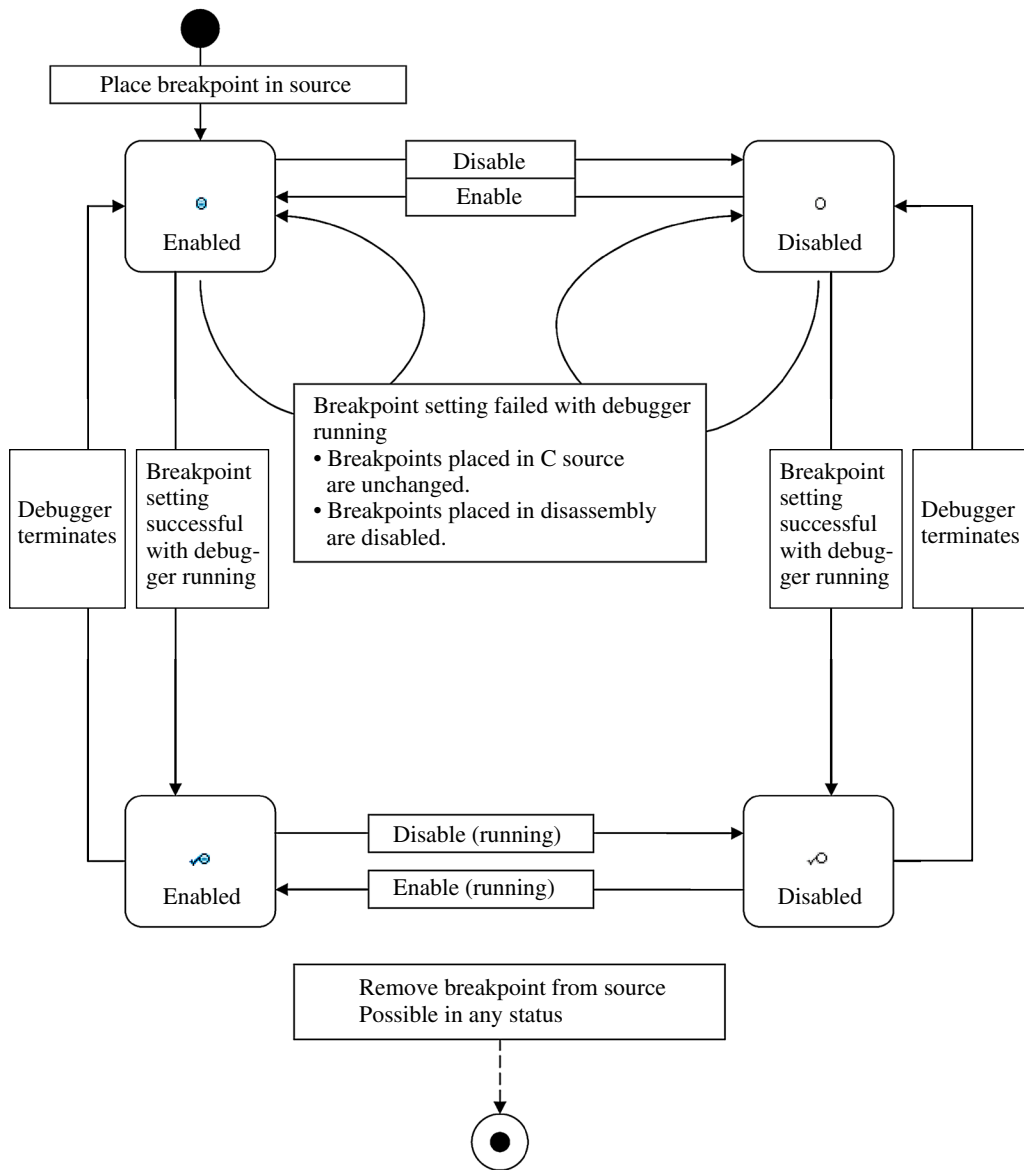 Place breakpoint in source
Disable
Enable
Enabled
Disabled
Breakpoint setting failed with debugger
running
• Breakpoints placed in C source
are unchanged.
• Breakpoints placed in disassembly
are disabled.
Debugger
terminates
Breakpoint
setting
successful
with debug-
ger running
Breakpoint
setting
successful
with debug-
ger running
Debugger
terminates
Disable (running)
Enable (running)
Enabled
Disabled
Remove breakpoint from source
Possible in any status